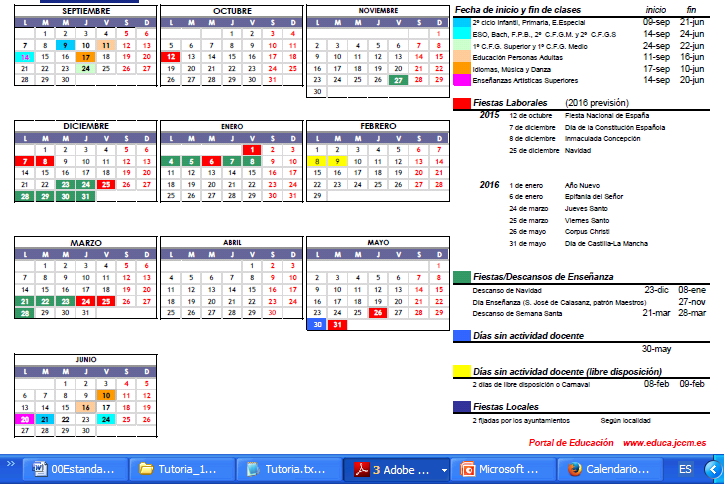 SEPTIEMBRE
L M M J V S D
1 2 3 4 5 6
7 8 9 10 11 12 13
14 15 16 17 18 19 20
21 22 23 24 25 26 27
28 29 30
OCTUBRE
L M M J V S D
1 2 3 4
5 6 7 8 9 10 11
12 13 14 15 16 17 18
19 20 21 22 23 24 25
26 27 28 29 30 31
NOVIEMBRE
L M M J V S D
1
2 3 4 5 6 7 8
9 10 11 12 13 14 15
16 17 18 19 20 21 22
23 24 25 26 27 28 29
30
DICIEMBRE
L M M J V S D
1 2 3 4 5 6
7 8 9 10 11 12 13
14 15 16 17 18 19 20
21 22 23 24 25 26 27
28 29 30 31
ENERO
L M M J V S D
1 2 3
4 5 6 7 8 9 10
11 12 13 14 15 16 17
18 19 20 21 22 23 24
25 26 27 28 29 30 31
FEBRERO
L M M J V S D
1 2 3 4 5 6 7
8 9 10 11 12 13 14
15 16 17 18 19 20 21
22 23 24 25 26 27 28
29
MARZO
L M M J V S D
1 2 3 4 5 6
7 8 9 10 11 12 13
14 15 16 17 18 19 20
21 22 23 24 25 26 27
28 29 30 31
ABRIL
L M M J V S D
1 2 3
4 5 6 7 8 9 10
11 12 13 14 15 16 17
18 19 20 21 22 23 24
25 26 27 28 29 30
MAYO
L M M J V S D
1
2 3 4 5 6 7 8
9 10 11 12 13 14 15
16 17 18 19 20 21 22
23 24 25 26 27 28 29
30 31
JUNIO
L M M J V S D
1 2 3 4 5
6 7 8 9 10 11 12
13 14 15 16 17 18 19
20 21 22 23 24 25 26
27 28 29 30
Fecha de inicio y fin de clases inicio fin
2º ciclo Infantil, Primaria, E.Especial 09-sep 21-jun
ESO, Bach, F.P.B., 2º C.F.G.M. y 2º C.F.G.S 14-sep 24-jun
1º C.F.G. Superior y 1º C.F.G. Medio 24-sep 22-jun
Educación Personas Adultas 11-sep 16-jun
Idiomas, Música y Danza 17-sep 10-jun
Enseñanzas Artísticas Superiores 14-sep 20-jun
Fiestas Laborales (2016 previsión)
2015 12 de octubre Fiesta Nacional de España
7 de diciembre Día de la Constitución Española
8 de diciembre Inmaculada Concepción
25 de diciembre Navidad
2016 1 de enero Año Nuevo
6 de enero Epifanía del Señor
24 de marzo Jueves Santo
25 de marzo Viernes Santo
26 de mayo Corpus Christi
31 de mayo Día de Castilla-La Mancha
Fiestas/Descansos de Enseñanza
Descanso de Navidad 23-dic 08-ene
Día Enseñanza (S. José de Calasanz, patrón Maestros) 27-nov
Descanso de Semana Santa 21-mar 28-mar
Días sin actividad docente
30-may
Días sin actividad docente (libre disposición)
2 días de libre disposición o Carnaval 08-feb 09-feb
Fiestas Locales
2 fijadas por los ayuntamientos Según localidad
Portal de Educación www.educa.jccm.es
00Estanda... Tutoria_1... Tutoria.tx... 3 Adobe ... Microsoft ... Calendario... ES